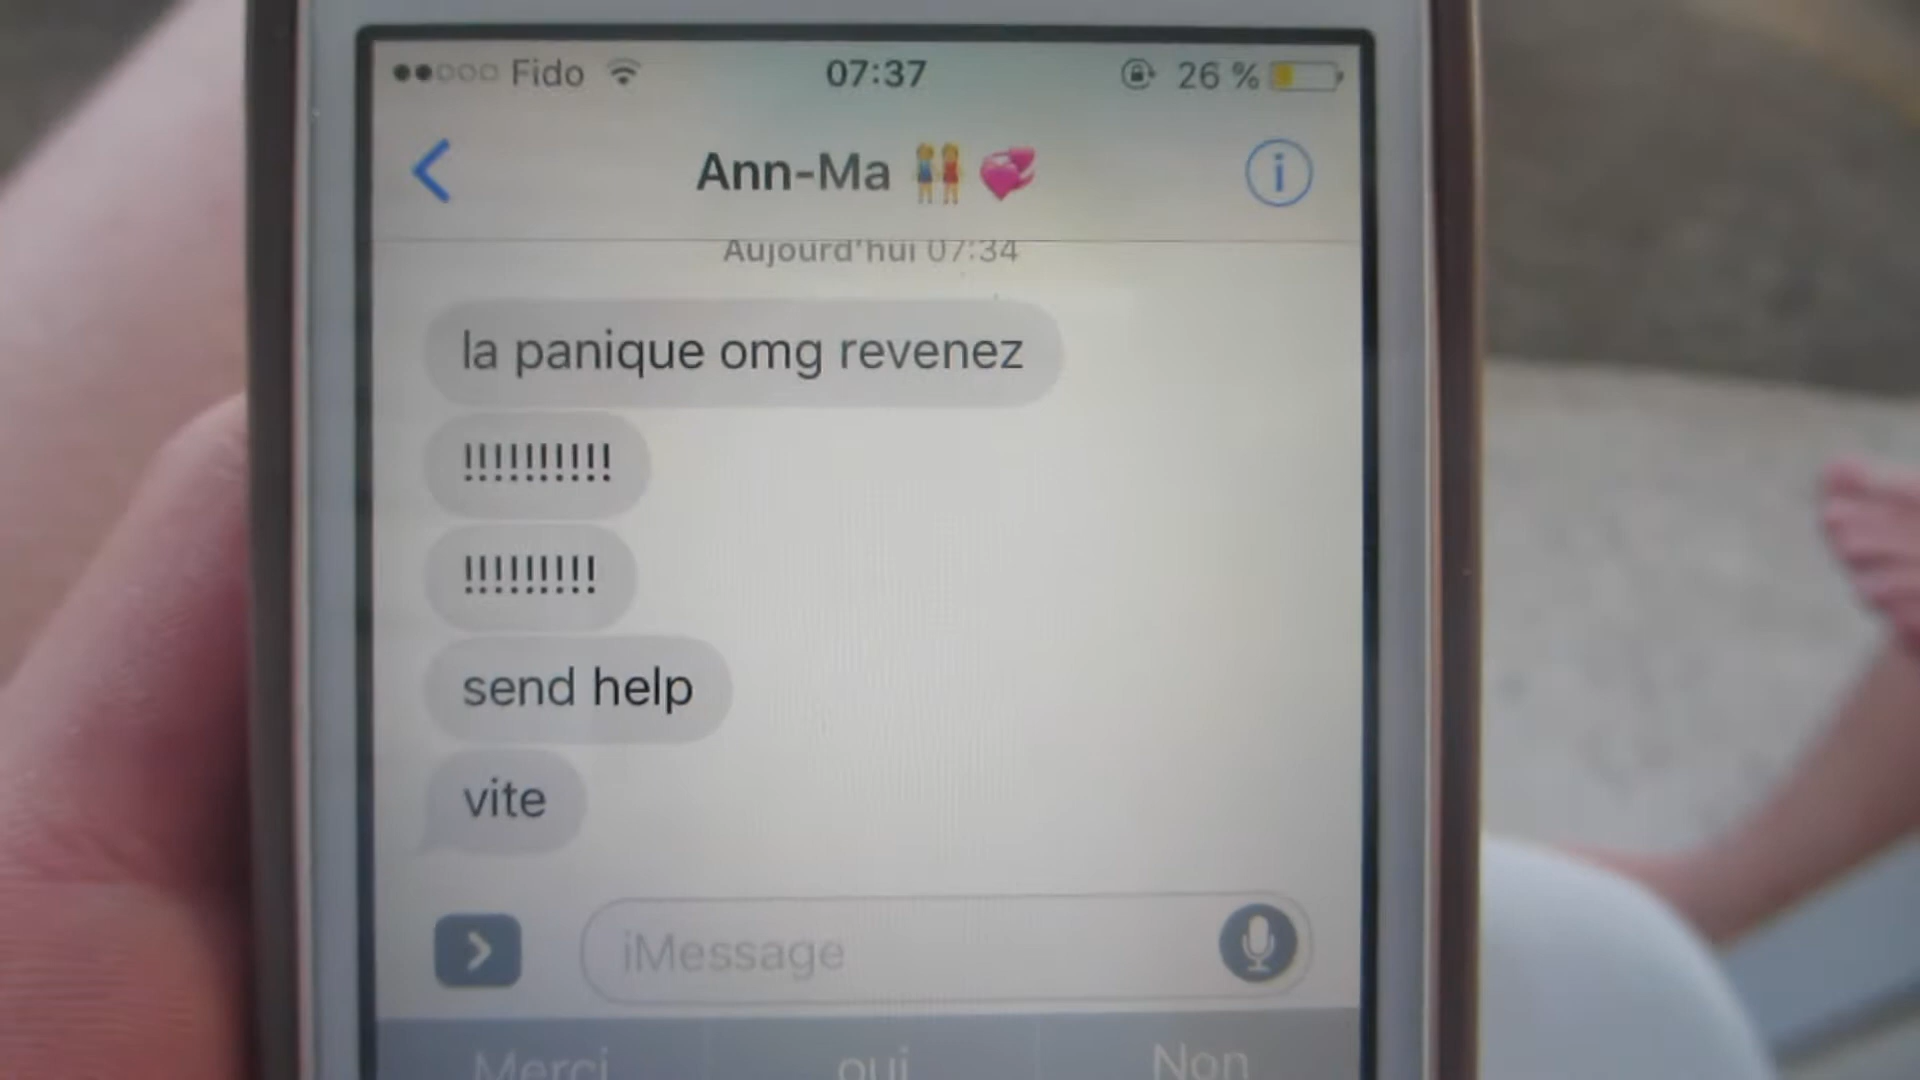 Fido 07:37 26 %
Ann-Ma
Aujourd'hui 07:34
la panique omg revenez
!!!!!!!!!!
!!!!!!!!!
send help
vite
iMessage
Merci oui Non